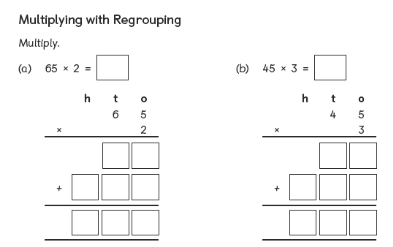 Multiplying with Regrouping
Multiply.
(a) 65 × 2 =
(b) 45 × 3 =
h t o
6 5
× 2
+
h t o
4 5
× 3
+